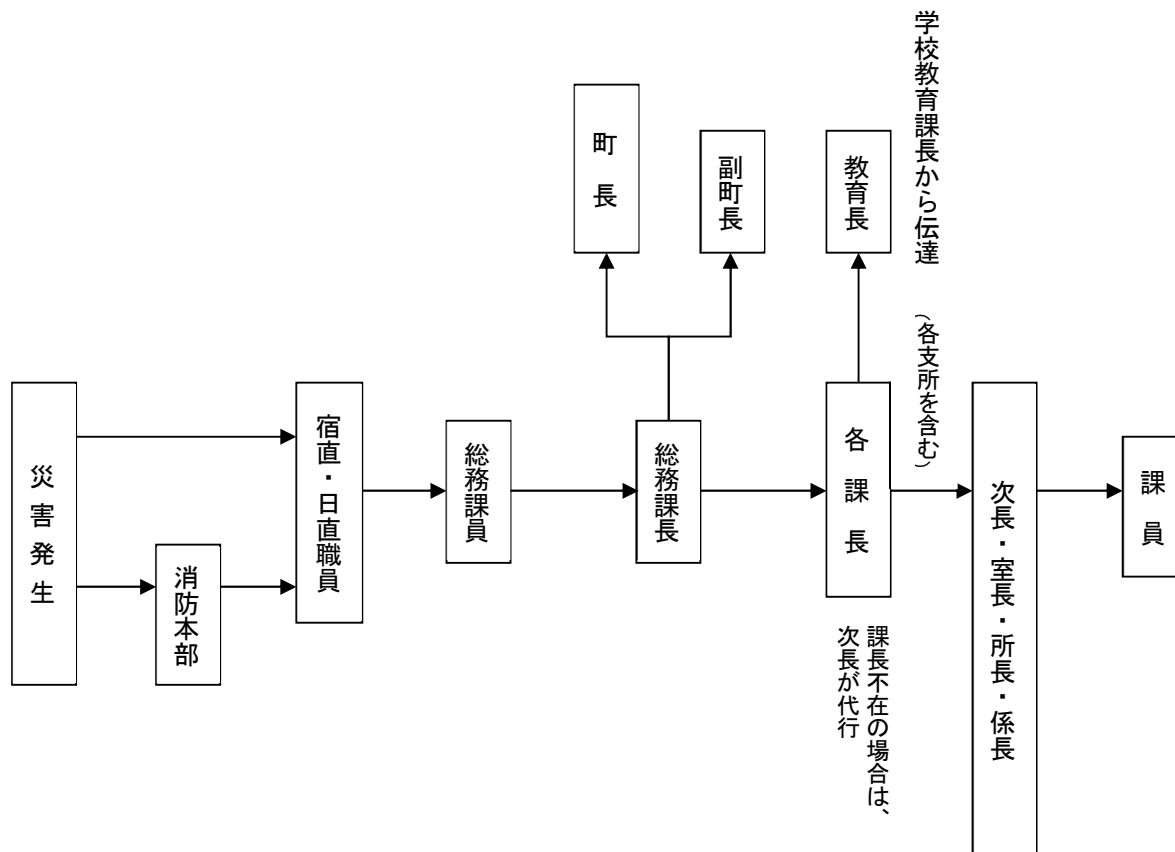 災害発生
消防本部
宿直・日直職員
総務課員
総務課長
町長
副町長
教育長
学校教育課長から伝達
各課長
(各支所を含む)
課長不在の場合は、
次長が代行
次長・室長・所長・係長
課員